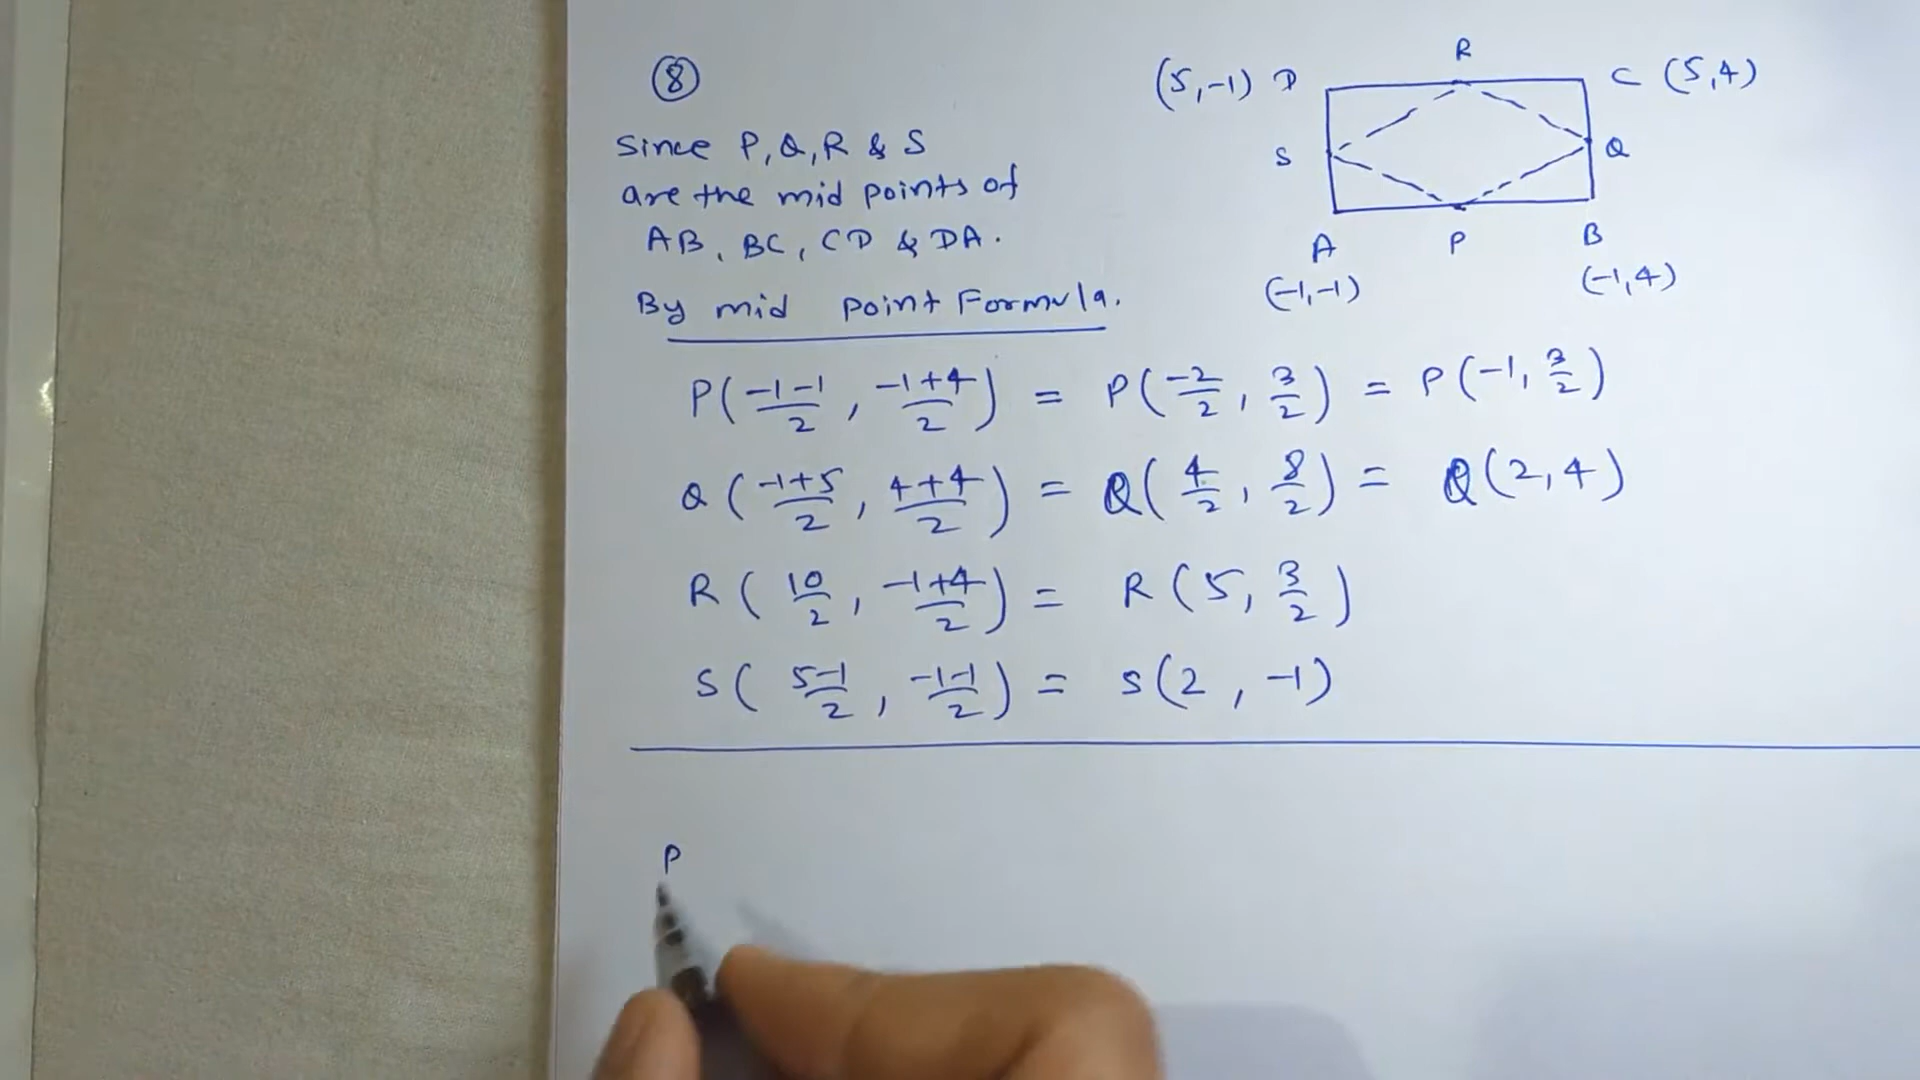 ⑧
Since P, Q, R & S
are the mid points of
AB, BC, CD & DA.
By mid point Formula.
R
(5,-1) D
C (5,4)
S
Q
A
P
B
(-1,-1)
(-1,4)
P(-1-1/2, -1+4/2) = P(-2/2, 3/2) = P(-1, 3/2)
Q(-1+5/2, 4+4/2) = Q(4/2, 8/2) = Q(2,4)
R(10/2, -1+4/2) = R(5, 3/2)
S(5-1/2, -1-1/2) = S(2, -1)
P